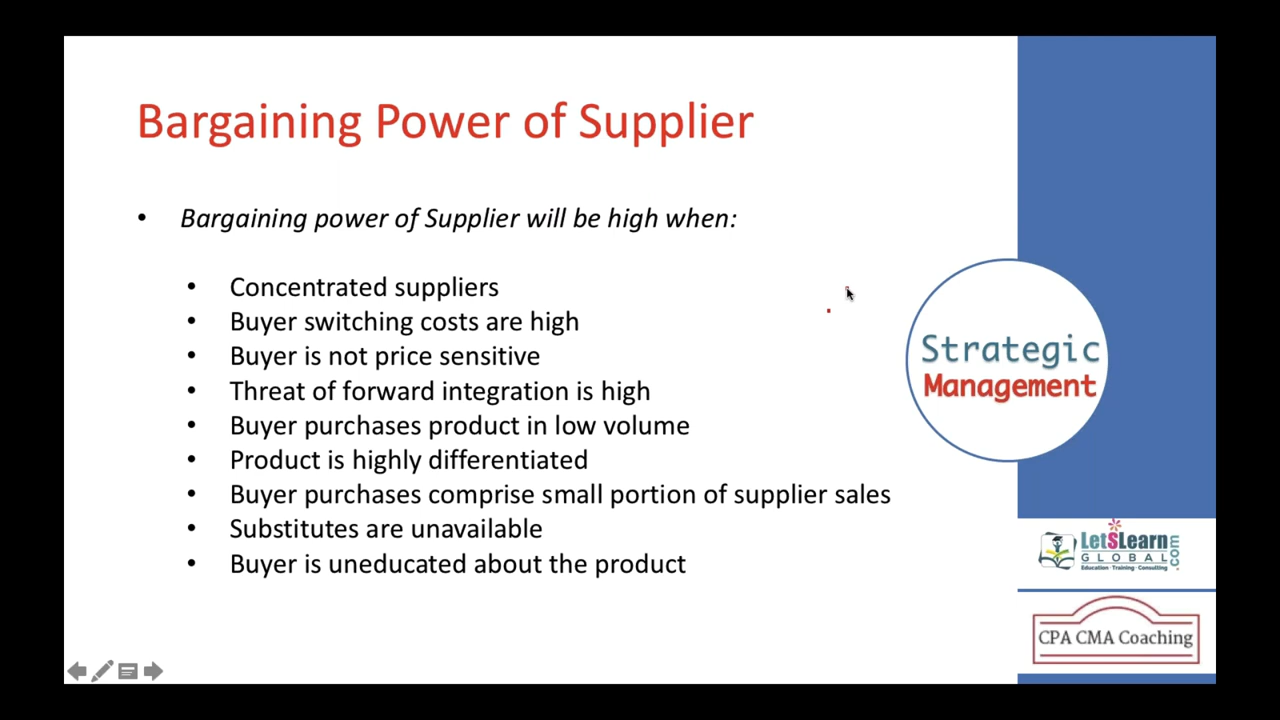 Bargaining Power of Supplier
• Bargaining power of Supplier will be high when:
• Concentrated suppliers
• Buyer switching costs are high
• Buyer is not price sensitive
• Threat of forward integration is high
• Buyer purchases product in low volume
• Product is highly differentiated
• Buyer purchases comprise small portion of supplier sales
• Substitutes are unavailable
• Buyer is uneducated about the product
Strategic
Management
LetSLearn
GLOBAL.com
Education · Training · Consulting
CPA CMA Coaching